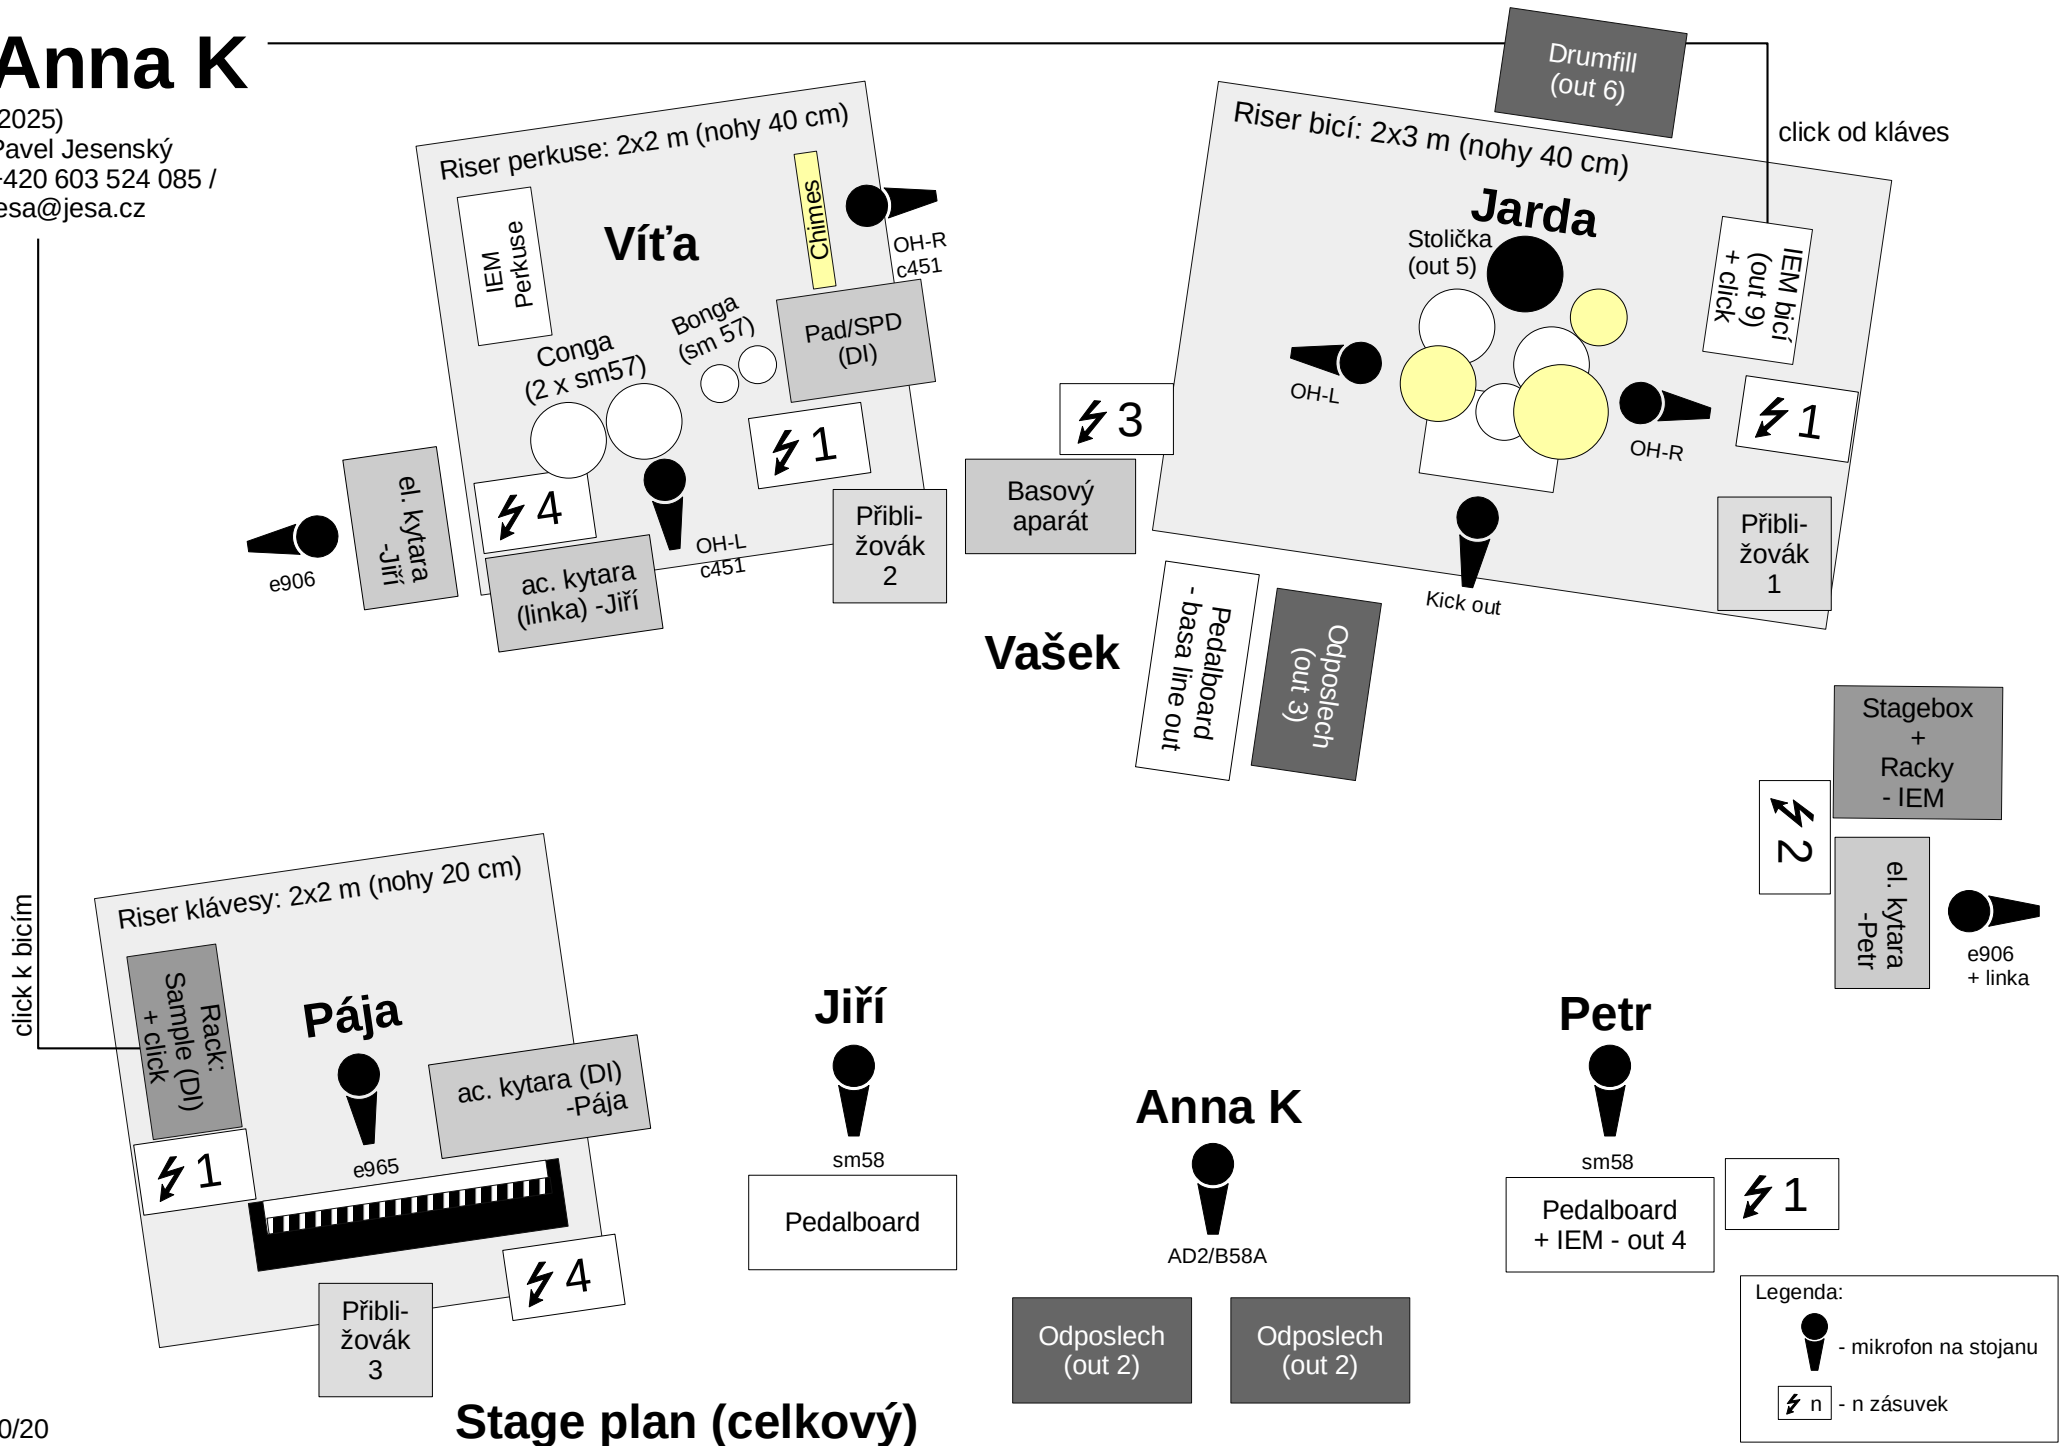 Anna K
2025)
Pavel Jesenský
+420 603 524 085 /
esa@jesa.cz
Drumfill
(out 6)
click od kláves
Riser perkuse: 2x2 m (nohy 40 cm)
IEM
Perkuse
Víťa
Chimes
OH-R
c451
Conga
(2 x sm57)
Bonga
(sm 57)
Pad/SPD
(DI)
1
4
OH-L
c451
Přibli-
žovák
2
el. kytara
-Jiří
e906
ac. kytara
(linka) -Jiří
Riser bicí: 2x3 m (nohy 40 cm)
Jarda
Stolička
(out 5)
IEM bicí
(out 9)
+ click
OH-L
OH-R
1
3
Basový
aparát
Kick out
Přibli-
žovák
1
Vašek
Pedalboard
- basa line out
Odposlech
(out 3)
Stagebox
+
Racky
- IEM
2
el. kytara
-Petr
e906
+ linka
click k bicím
Riser klávesy: 2x2 m (nohy 20 cm)
Rack:
Sample (DI)
+ click
Pája
ac. kytara (DI)
-Pája
e965
1
4
Přibli-
žovák
3
Jiří
sm58
Pedalboard
Anna K
AD2/B58A
Odposlech
(out 2)
Odposlech
(out 2)
Petr
sm58
Pedalboard
+ IEM - out 4
1
Legenda:
- mikrofon na stojanu
n
- n zásuvek
0/20
Stage plan (celkový)